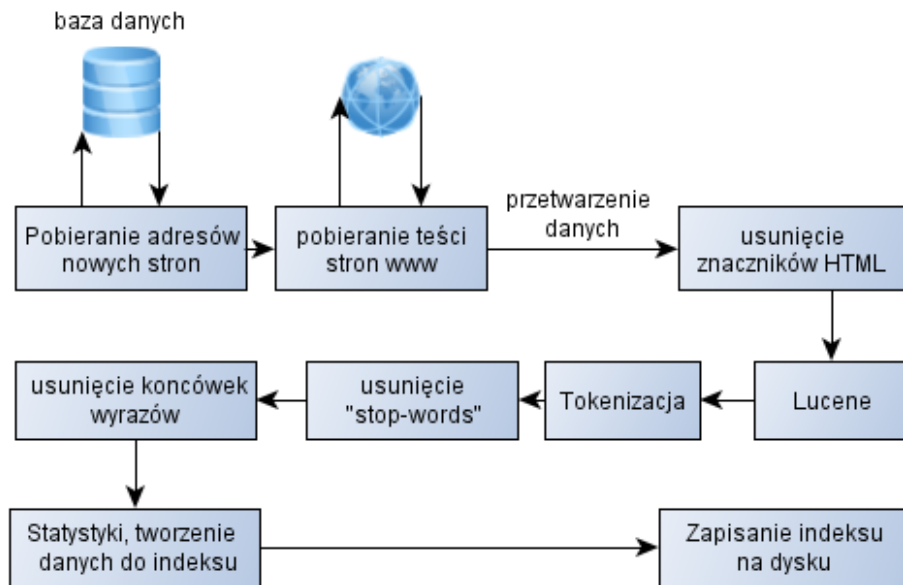 baza danych
Pobieranie adresów
nowych stron
pobieranie teści
stron www
przetwarzenie
danych
usunięcie
znaczników HTML
usunięcie koncówek
wyrazów
usunięcie
"stop-words"
Tokenizacja
Lucene
Statystyki, tworzenie
danych do indeksu
Zapisanie indeksu
na dysku